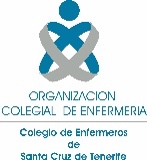 ORGANIZACION
COLEGIAL DE ENFERMERIA
Colegio de Enfermeros
de
Santa Cruz de Tenerife